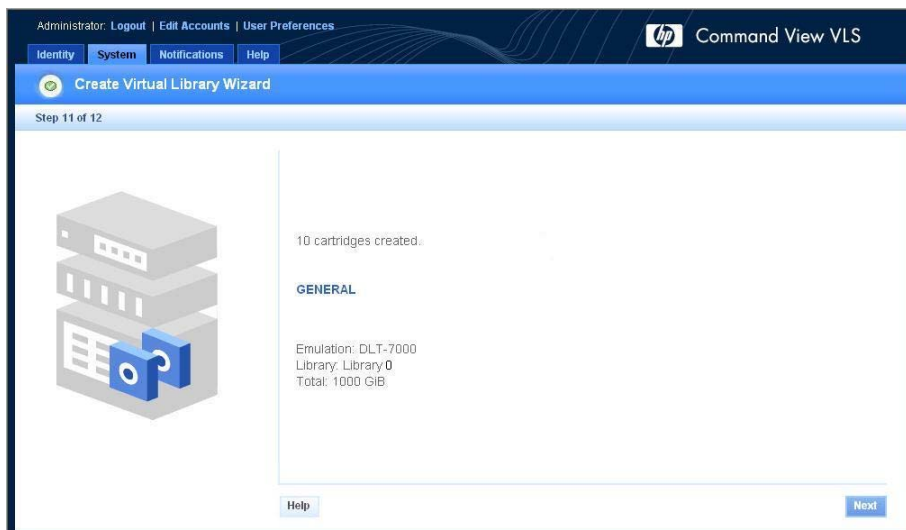 Administrator: Logout | Edit Accounts | User Preferences
hp Command View VLS
Identity System Notifications Help
Create Virtual Library Wizard
Step 11 of 12
10 cartridges created.
GENERAL
Emulation: DLT-7000
Library: Library 0
Total: 1000 GiB
Help Next